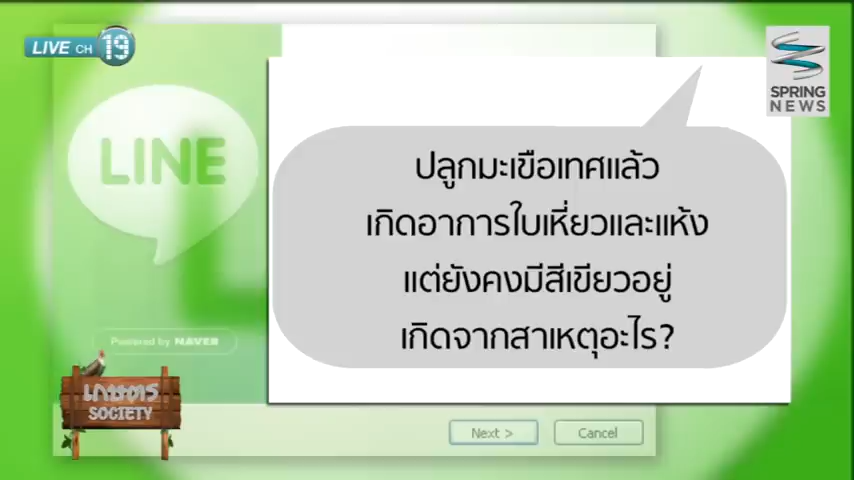 LIVE CH 19
SPRING
NEWS
LINE
ปลูกมะเขือเทศแล้ว
เกิดอาการใบเหี่ยวและแห้ง
แต่ยังคงมีสีเขียวอยู่
เกิดจากสาเหตุอะไร?
Powered by NAVER
เกษตร
SOCIETY
Next >
Cancel